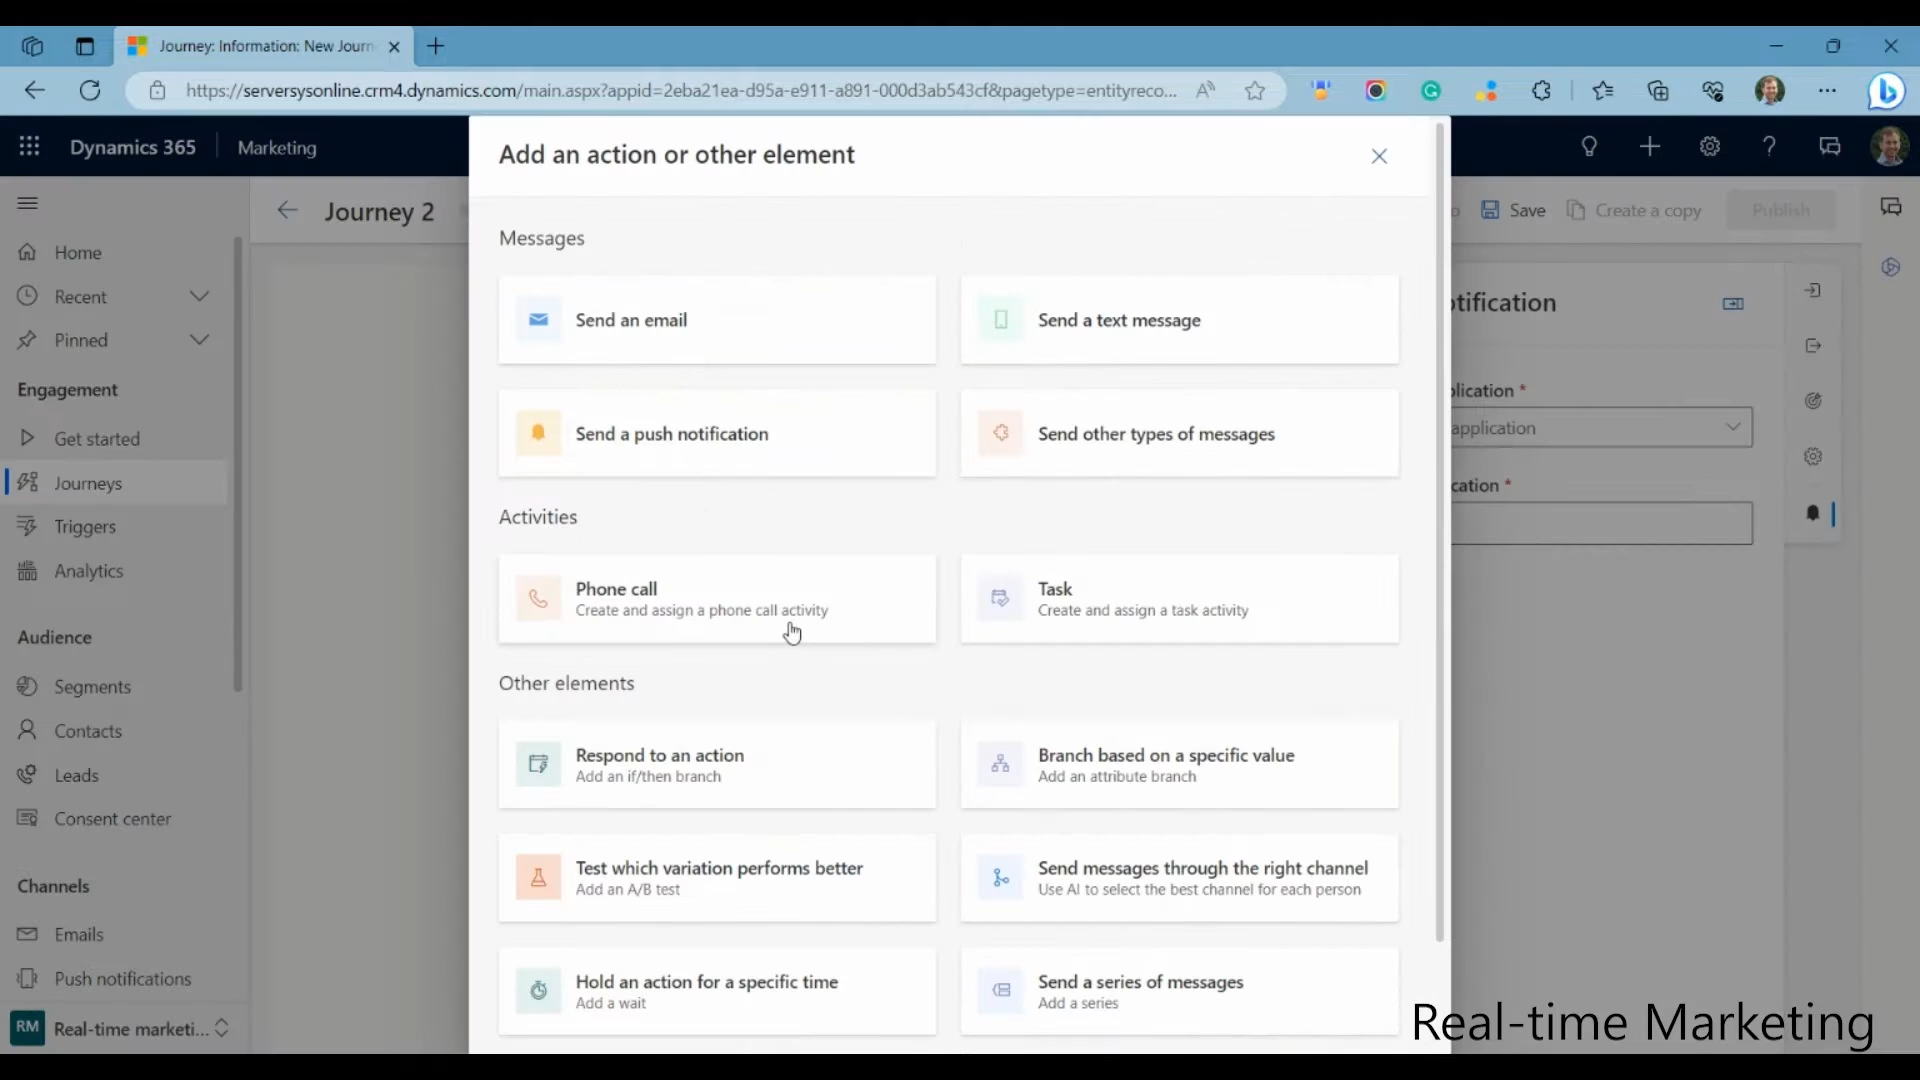 Journey: Information: New Journ
https://serversysonline.crm4.dynamics.com/main.aspx?appid=2eba21ea-d95a-e911-a891-000d3ab543cf&pagetype=entityreco...
Dynamics 365
Marketing
Add an action or other element
Journey 2
Save
Create a copy
Publish
Home
Recent
Pinned
Engagement
Get started
Journeys
Triggers
Analytics
Audience
Segments
Contacts
Leads
Consent center
Channels
Emails
Push notifications
RM
Real-time marketi...
Messages
Send an email
Send a text message
Send a push notification
Send other types of messages
Activities
Phone call
Create and assign a phone call activity
Task
Create and assign a task activity
Other elements
Respond to an action
Add an if/then branch
Branch based on a specific value
Add an attribute branch
Test which variation performs better
Add an A/B test
Send messages through the right channel
Use AI to select the best channel for each person
Hold an action for a specific time
Add a wait
Send a series of messages
Add a series
otification
plication *
application
cation *
Real-time Marketing